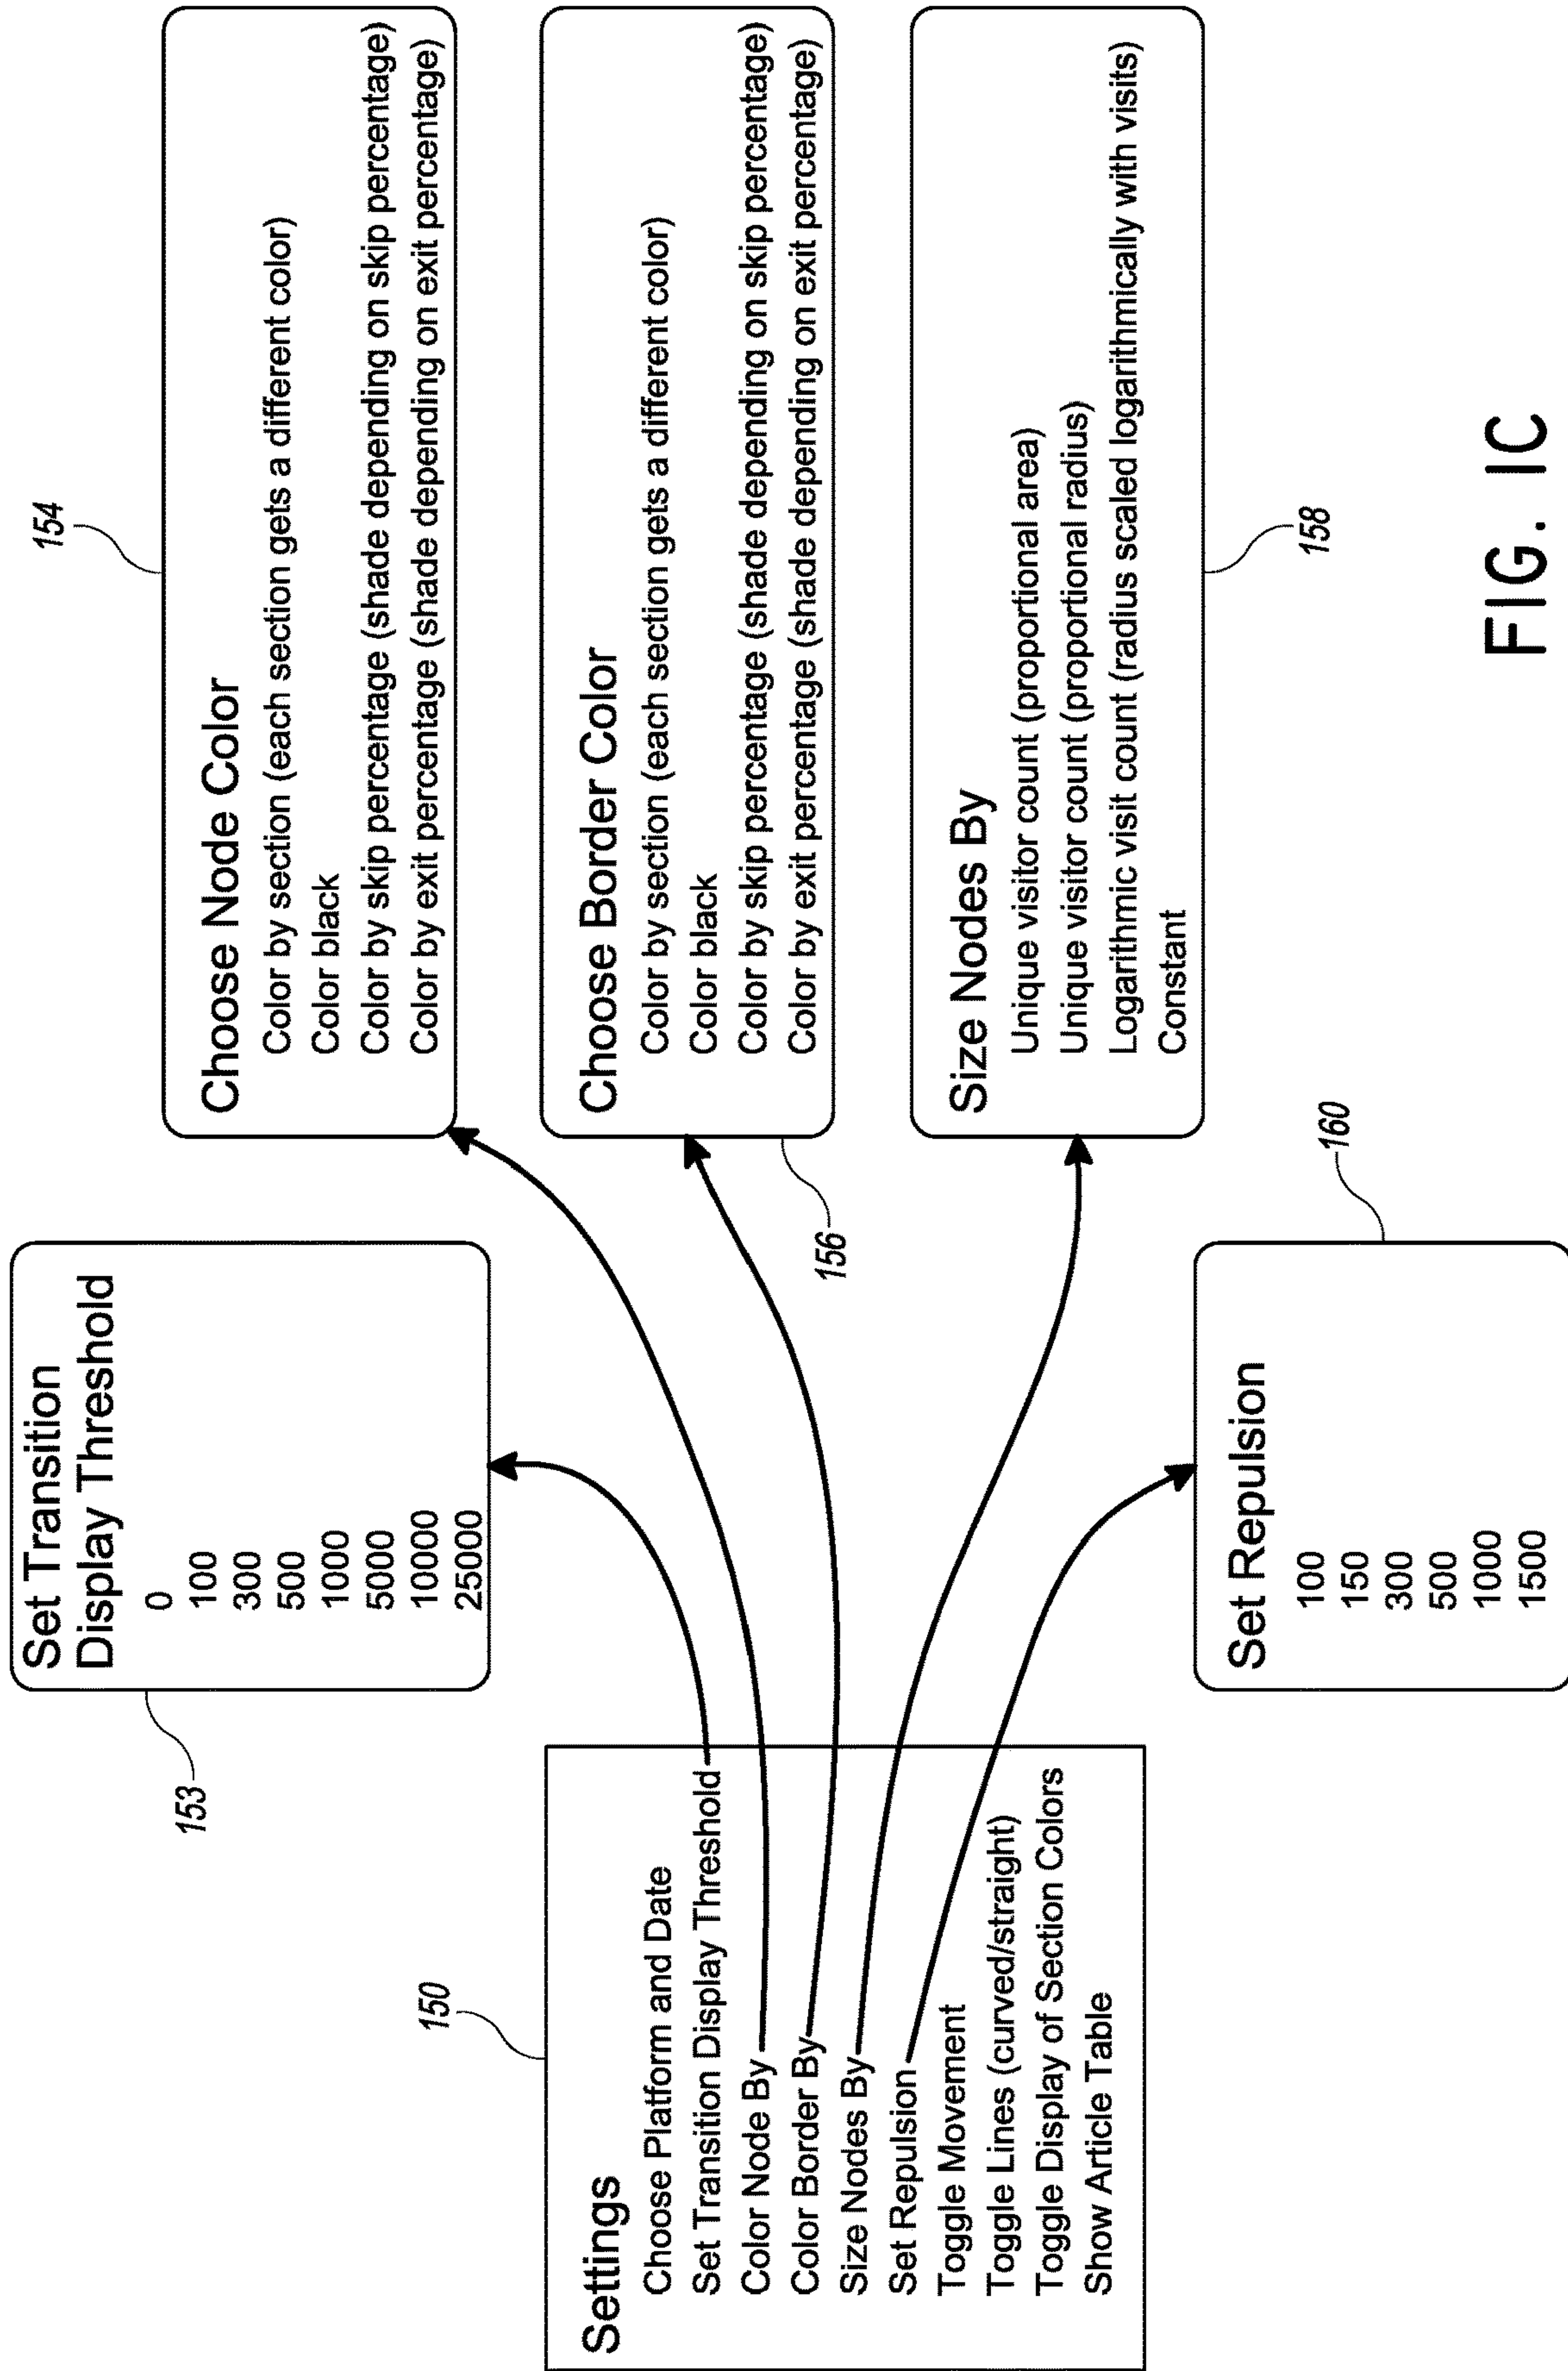 150
Settings
Choose Platform and Date
Set Transition Display Threshold
Color Node By
Color Border By
Size Nodes By
Set Repulsion
Toggle Movement
Toggle Lines (curved/straight)
Toggle Display of Section Colors
Show Article Table
153
Set Transition
Display Threshold
0
100
300
500
1000
5000
10000
25000
154
Choose Node Color
Color by section (each section gets a different color)
Color black
Color by skip percentage (shade depending on skip percentage)
Color by exit percentage (shade depending on exit percentage)
156
Choose Border Color
Color by section (each section gets a different color)
Color black
Color by skip percentage (shade depending on skip percentage)
Color by exit percentage (shade depending on exit percentage)
Size Nodes By
Unique visitor count (proportional area)
Unique visitor count (proportional radius)
Logarithmic visit count (radius scaled logarithmically with visits)
Constant
158
160
Set Repulsion
100
150
300
500
1000
1500
FIG. 1C